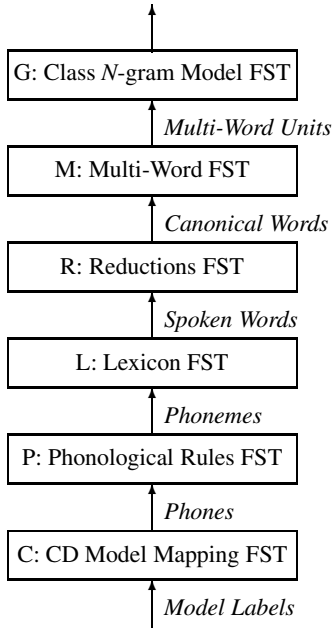 G: Class N-gram Model FST
Multi-Word Units
M: Multi-Word FST
Canonical Words
R: Reductions FST
Spoken Words
L: Lexicon FST
Phonemes
P: Phonological Rules FST
Phones
C: CD Model Mapping FST
Model Labels